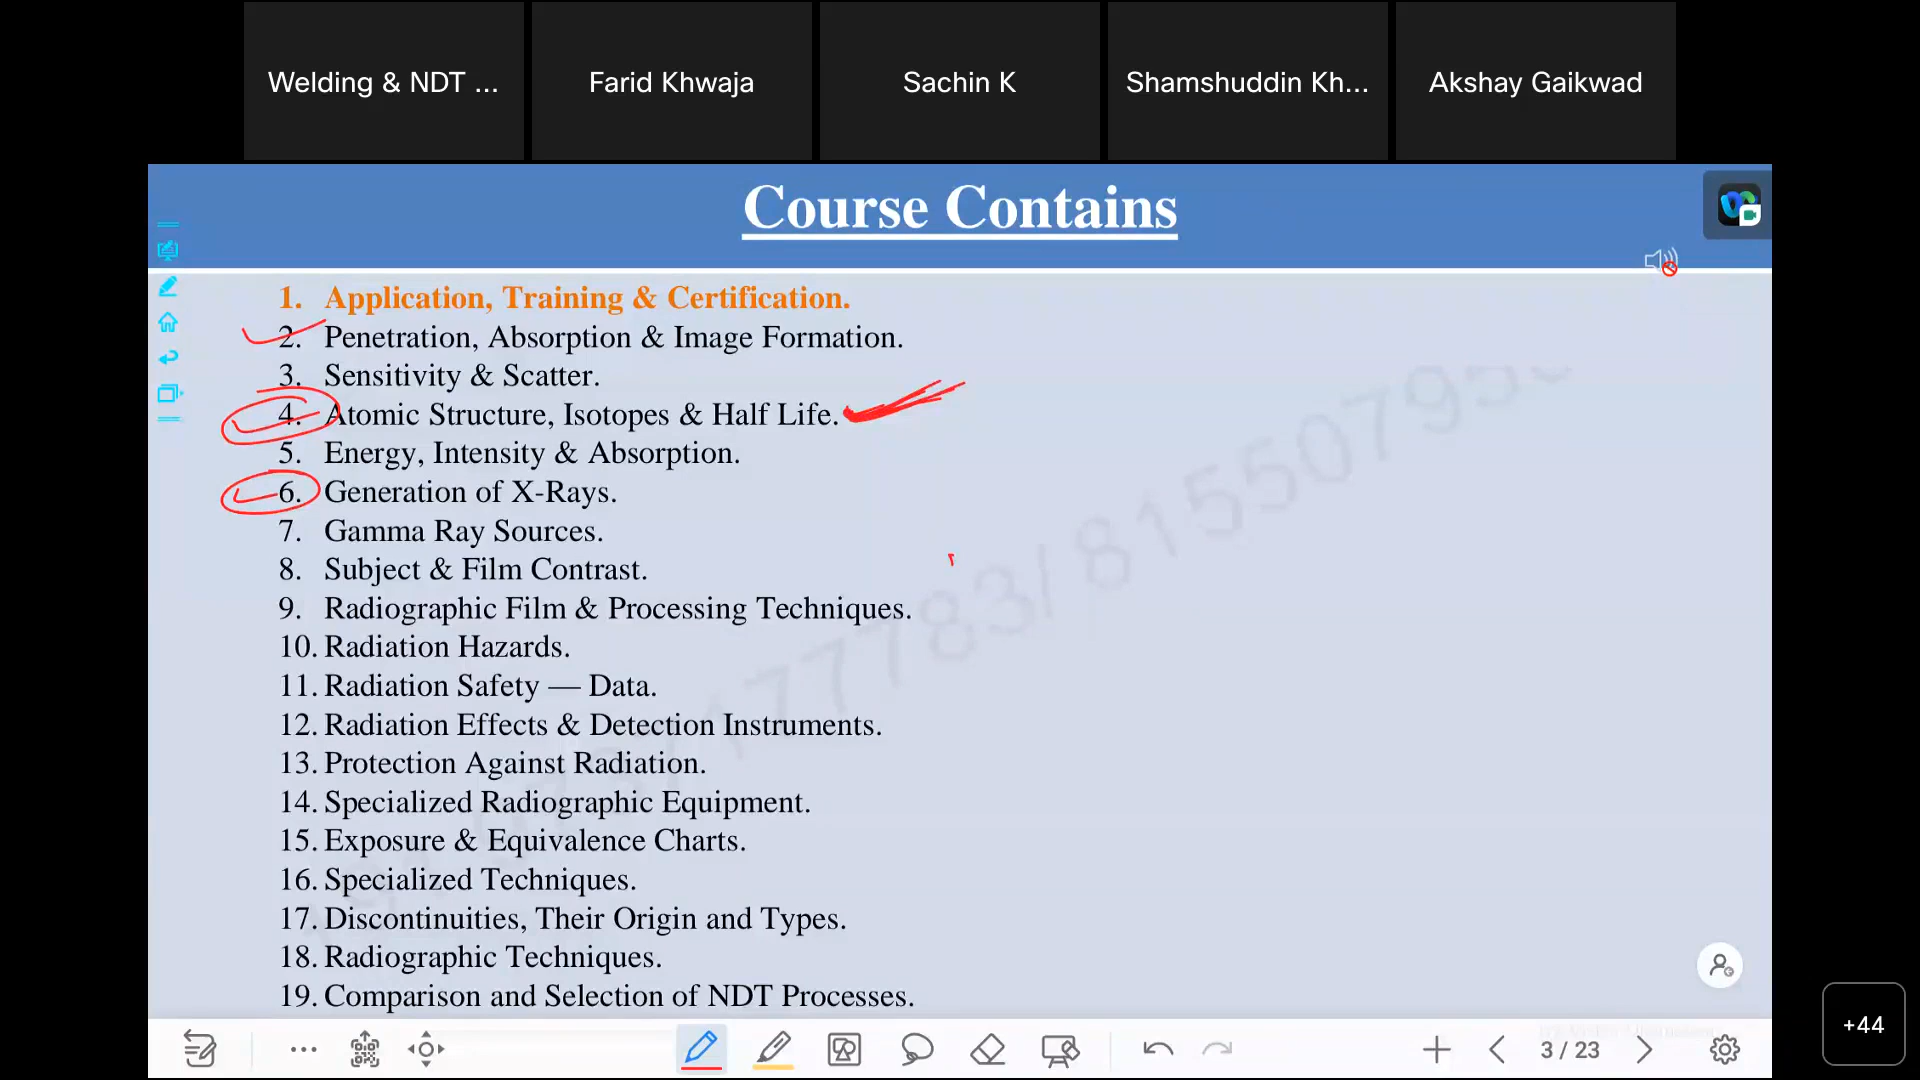 Welding & NDT ...
Farid Khwaja
Sachin K
Shamshuddin Kh...
Akshay Gaikwad
Course Contains
1. Application, Training & Certification.
2. Penetration, Absorption & Image Formation.
3. Sensitivity & Scatter.
4. Atomic Structure, Isotopes & Half Life.
5. Energy, Intensity & Absorption.
6. Generation of X-Rays.
7. Gamma Ray Sources.
8. Subject & Film Contrast.
9. Radiographic Film & Processing Techniques.
10. Radiation Hazards.
11. Radiation Safety — Data.
12. Radiation Effects & Detection Instruments.
13. Protection Against Radiation.
14. Specialized Radiographic Equipment.
15. Exposure & Equivalence Charts.
16. Specialized Techniques.
17. Discontinuities, Their Origin and Types.
18. Radiographic Techniques.
19. Comparison and Selection of NDT Processes.
3 / 23
+44